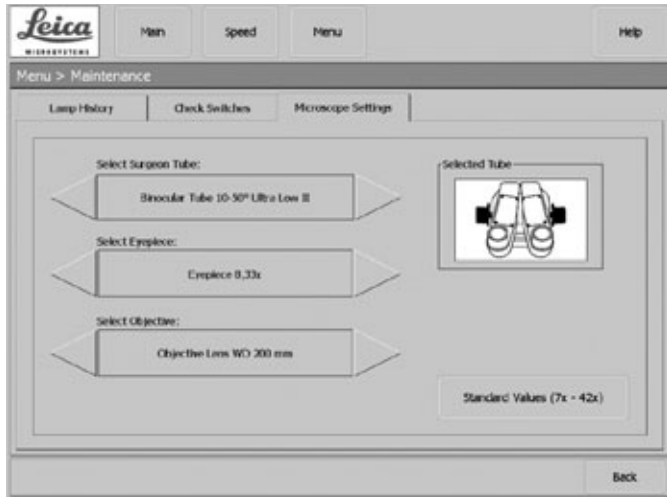 Leica
MICROSYSTEMS
Main
Speed
Menu
Help
Menu > Maintenance
Lamp History
Check Switches
Microscope Settings
Select Surgeon Tube:
Binocular Tube 10-50° Ultra Low II
Select Eyepiece:
Eyepiece 8,33x
Select Objective:
Objective Lens WD 200 mm
Selected Tube
Standard Values (7x - 42x)
Back